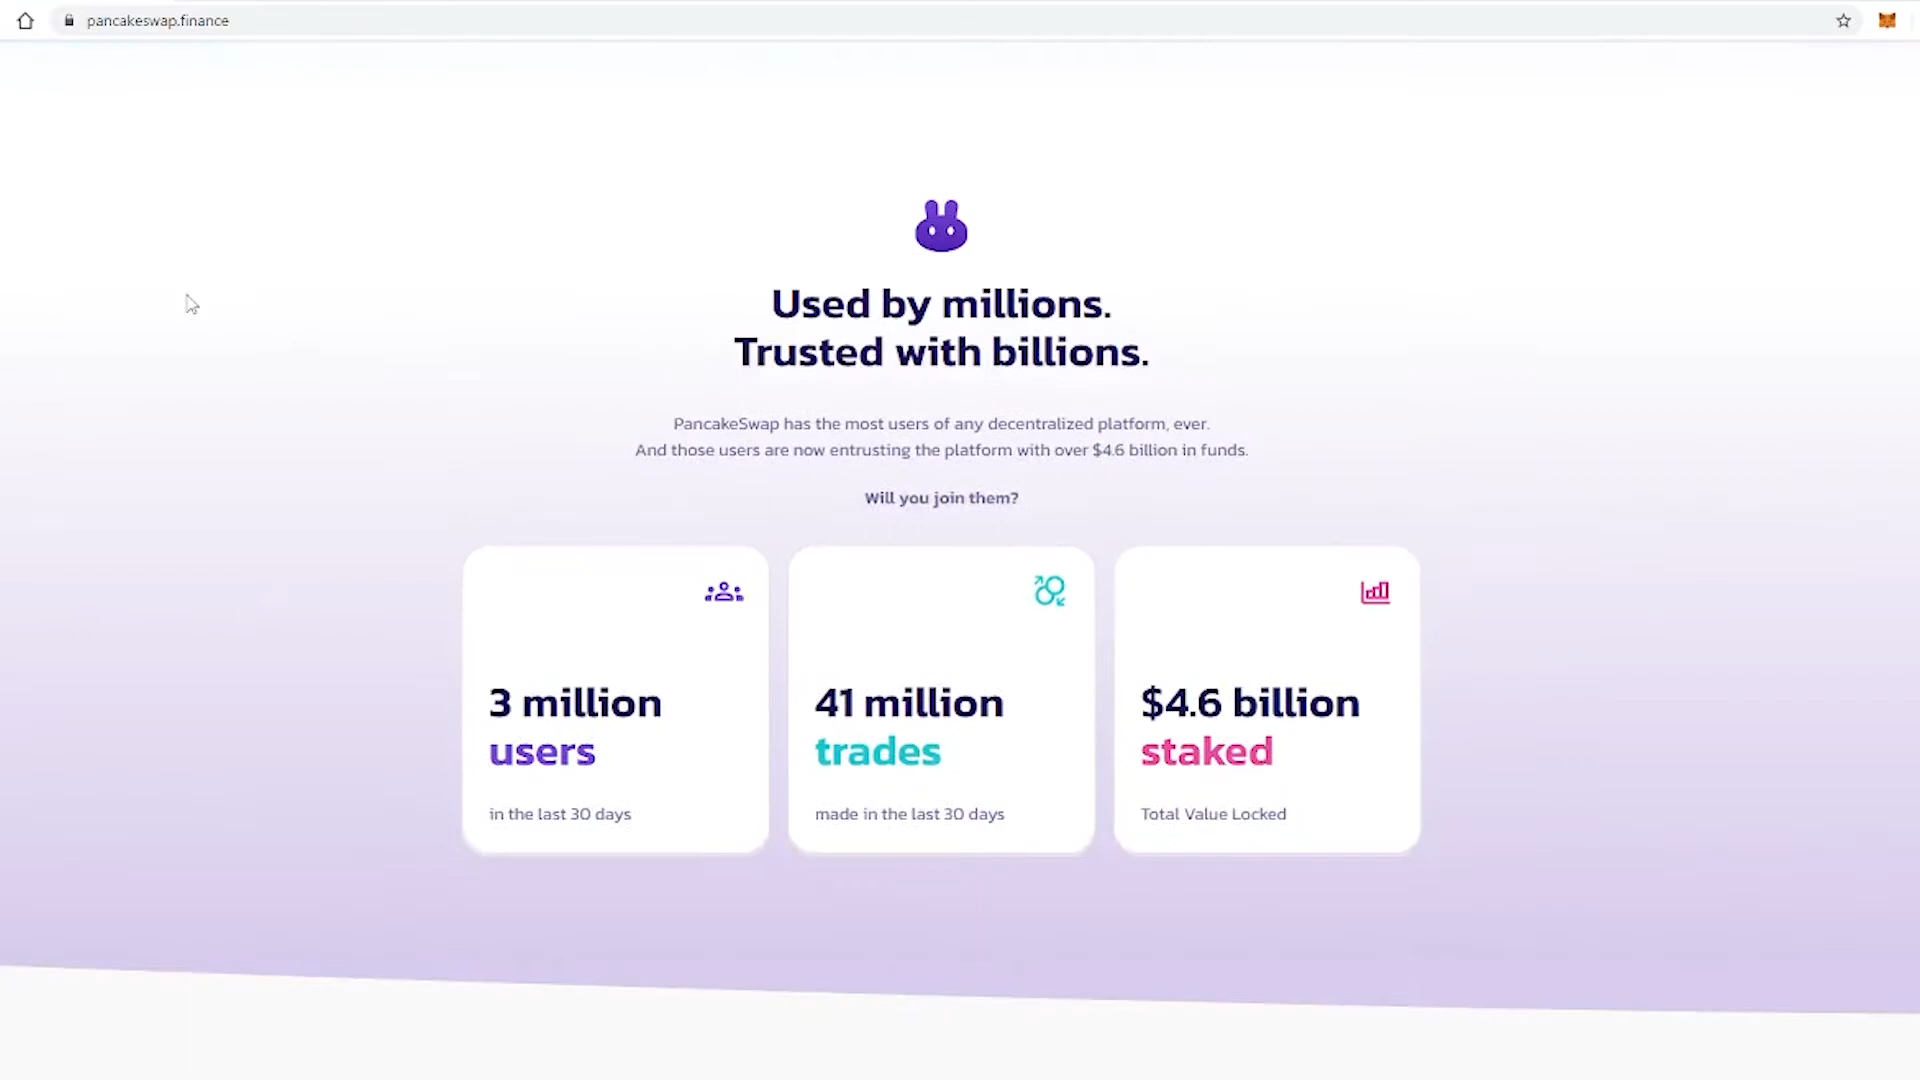 pancakeswap.finance
Used by millions.
Trusted with billions.
PancakeSwap has the most users of any decentralized platform, ever.
And those users are now entrusting the platform with over $4.6 billion in funds.
Will you join them?
3 million
users
in the last 30 days
41 million
trades
made in the last 30 days
$4.6 billion
staked
Total Value Locked